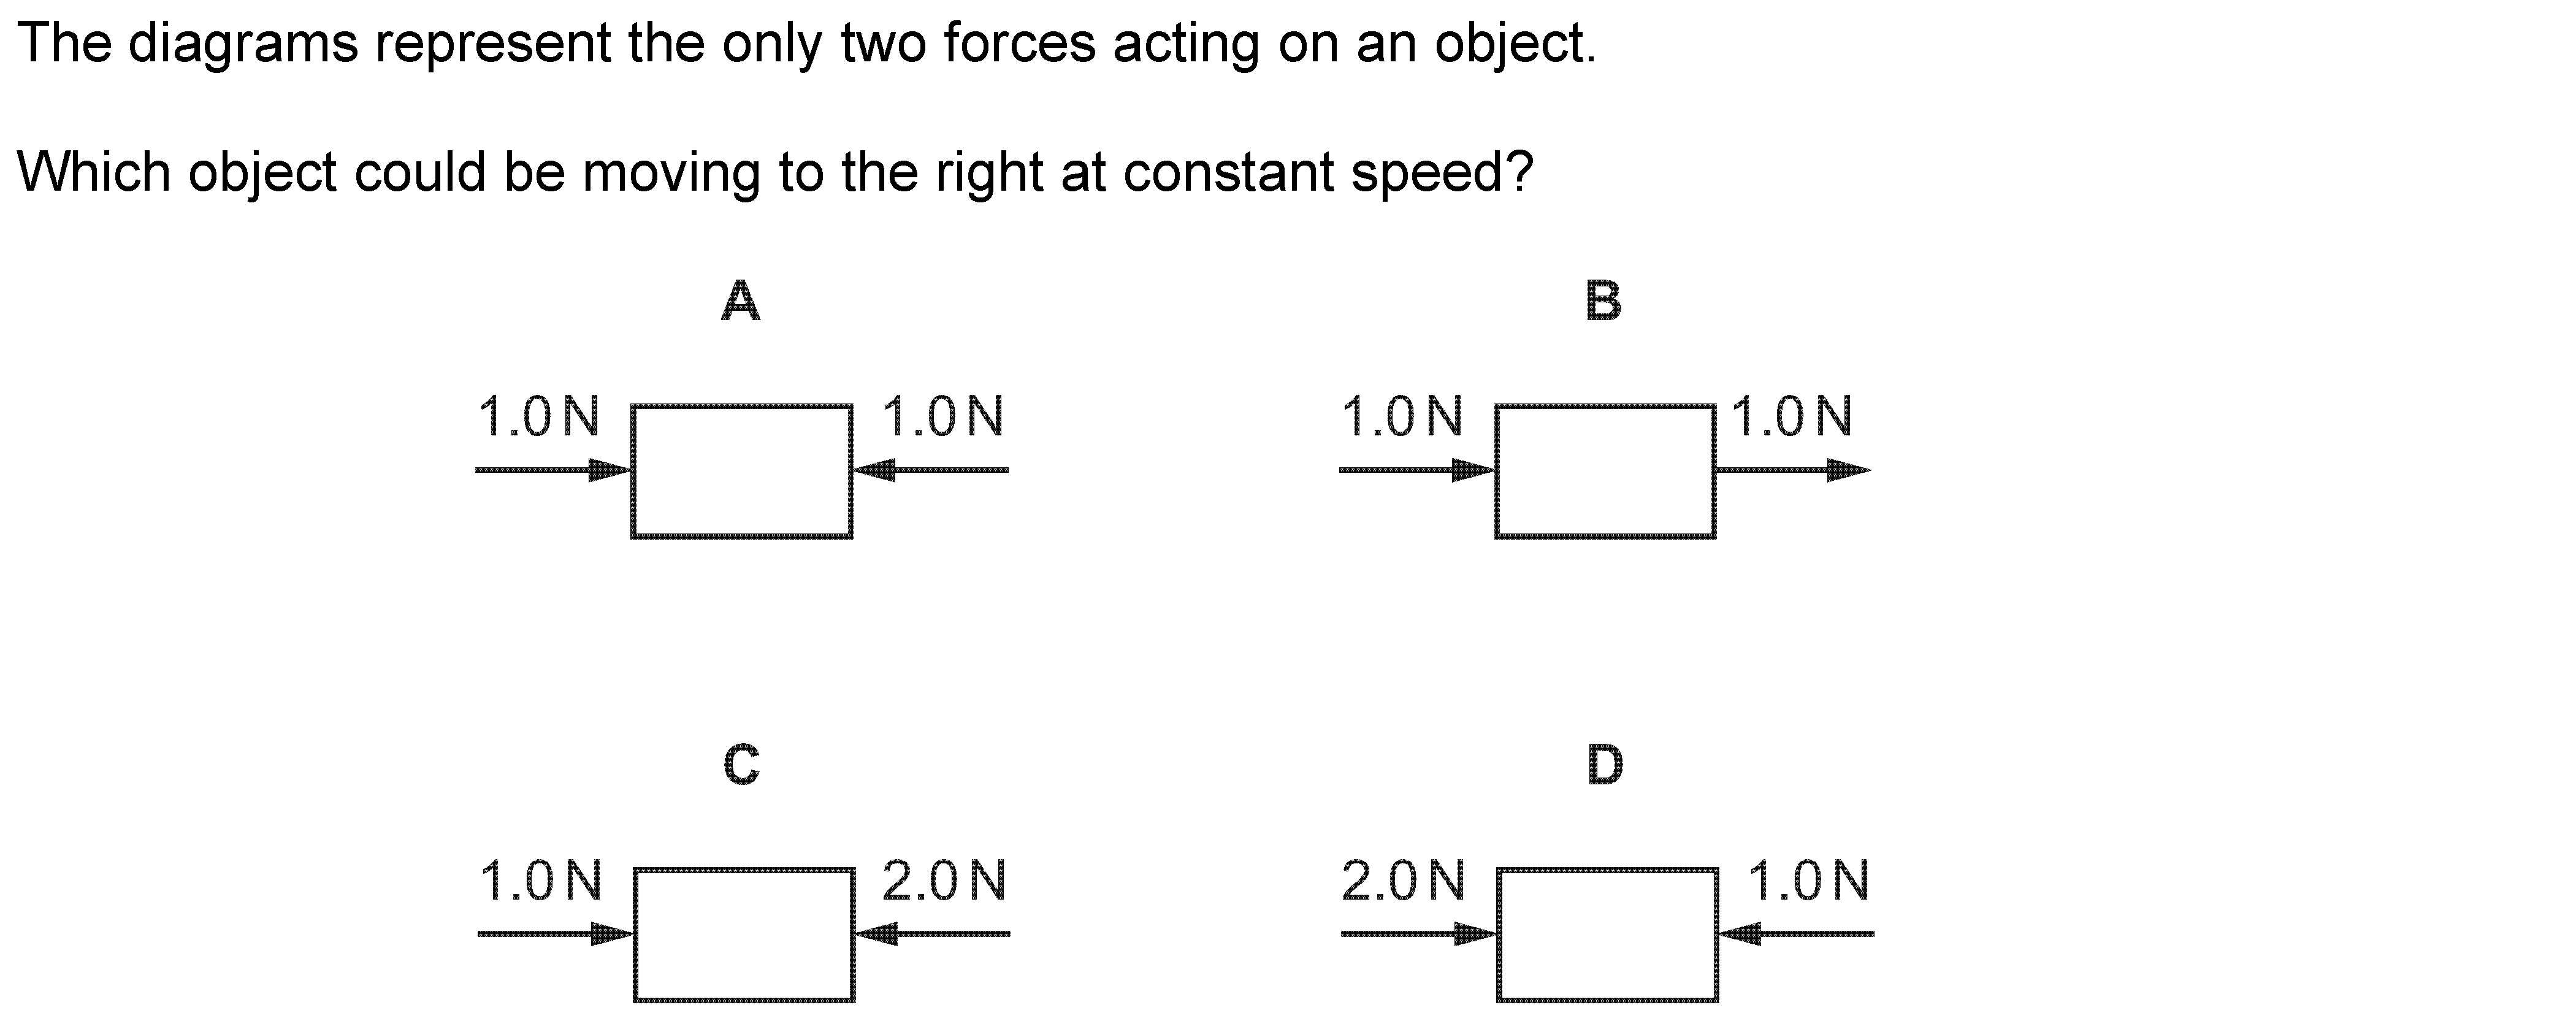 The diagrams represent the only two forces acting on an object.
Which object could be moving to the right at constant speed?
A
B
1.0 N
1.0 N
1.0 N
1.0 N
C
D
1.0 N
2.0 N
2.0 N
1.0 N